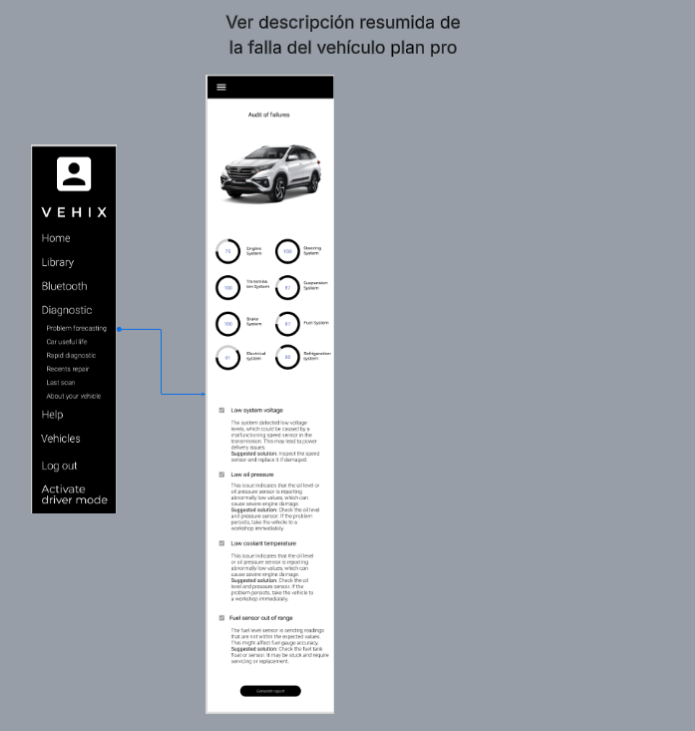 Ver descripción resumida de
la falla del vehículo plan pro
VEHIX
Home
Library
Bluetooth
Diagnostic
Problem forecasting
Car useful life
Rapid diagnostic
Recents repair
Last scan
About your vehicle
Help
Vehicles
Log out
Activate
driver mode
Audit of failures
Engine
System
100
Steering
System
100
Transmiss
ion System
Suspension
System
100
Brake
System
Fuel System
Electrical
system
Refrigeration
system
Low system voltage
The system detected low voltage
levels, which could be caused by a
malfunctioning speed sensor in the
transmission. This may lead to power
delivery issues.
Suggested solution: Inspect the speed
sensor and replace it if damaged.
Low oil pressure
This issue indicates that the oil level or
oil pressure sensor is reporting
abnormally low values, which can
cause severe engine damage.
Suggested solution: Check the oil level
and pressure sensor. If the problem
persists, take the vehicle to a
workshop immediately.
Low coolant temperature
This issue indicates that the oil level
or oil pressure sensor is reporting
abnormally low values, which can
cause severe engine damage.
Suggested solution: Check the oil
level and pressure sensor. If the
problem persists, take the vehicle to
a workshop immediately.
Fuel sensor out of range
The fuel level sensor is sending readings
that are not within the expected values.
This might affect fuel gauge accuracy.
Suggested solution: Check the fuel tank
float or sensor. It may be stuck and require
servicing or replacement.
Generate report